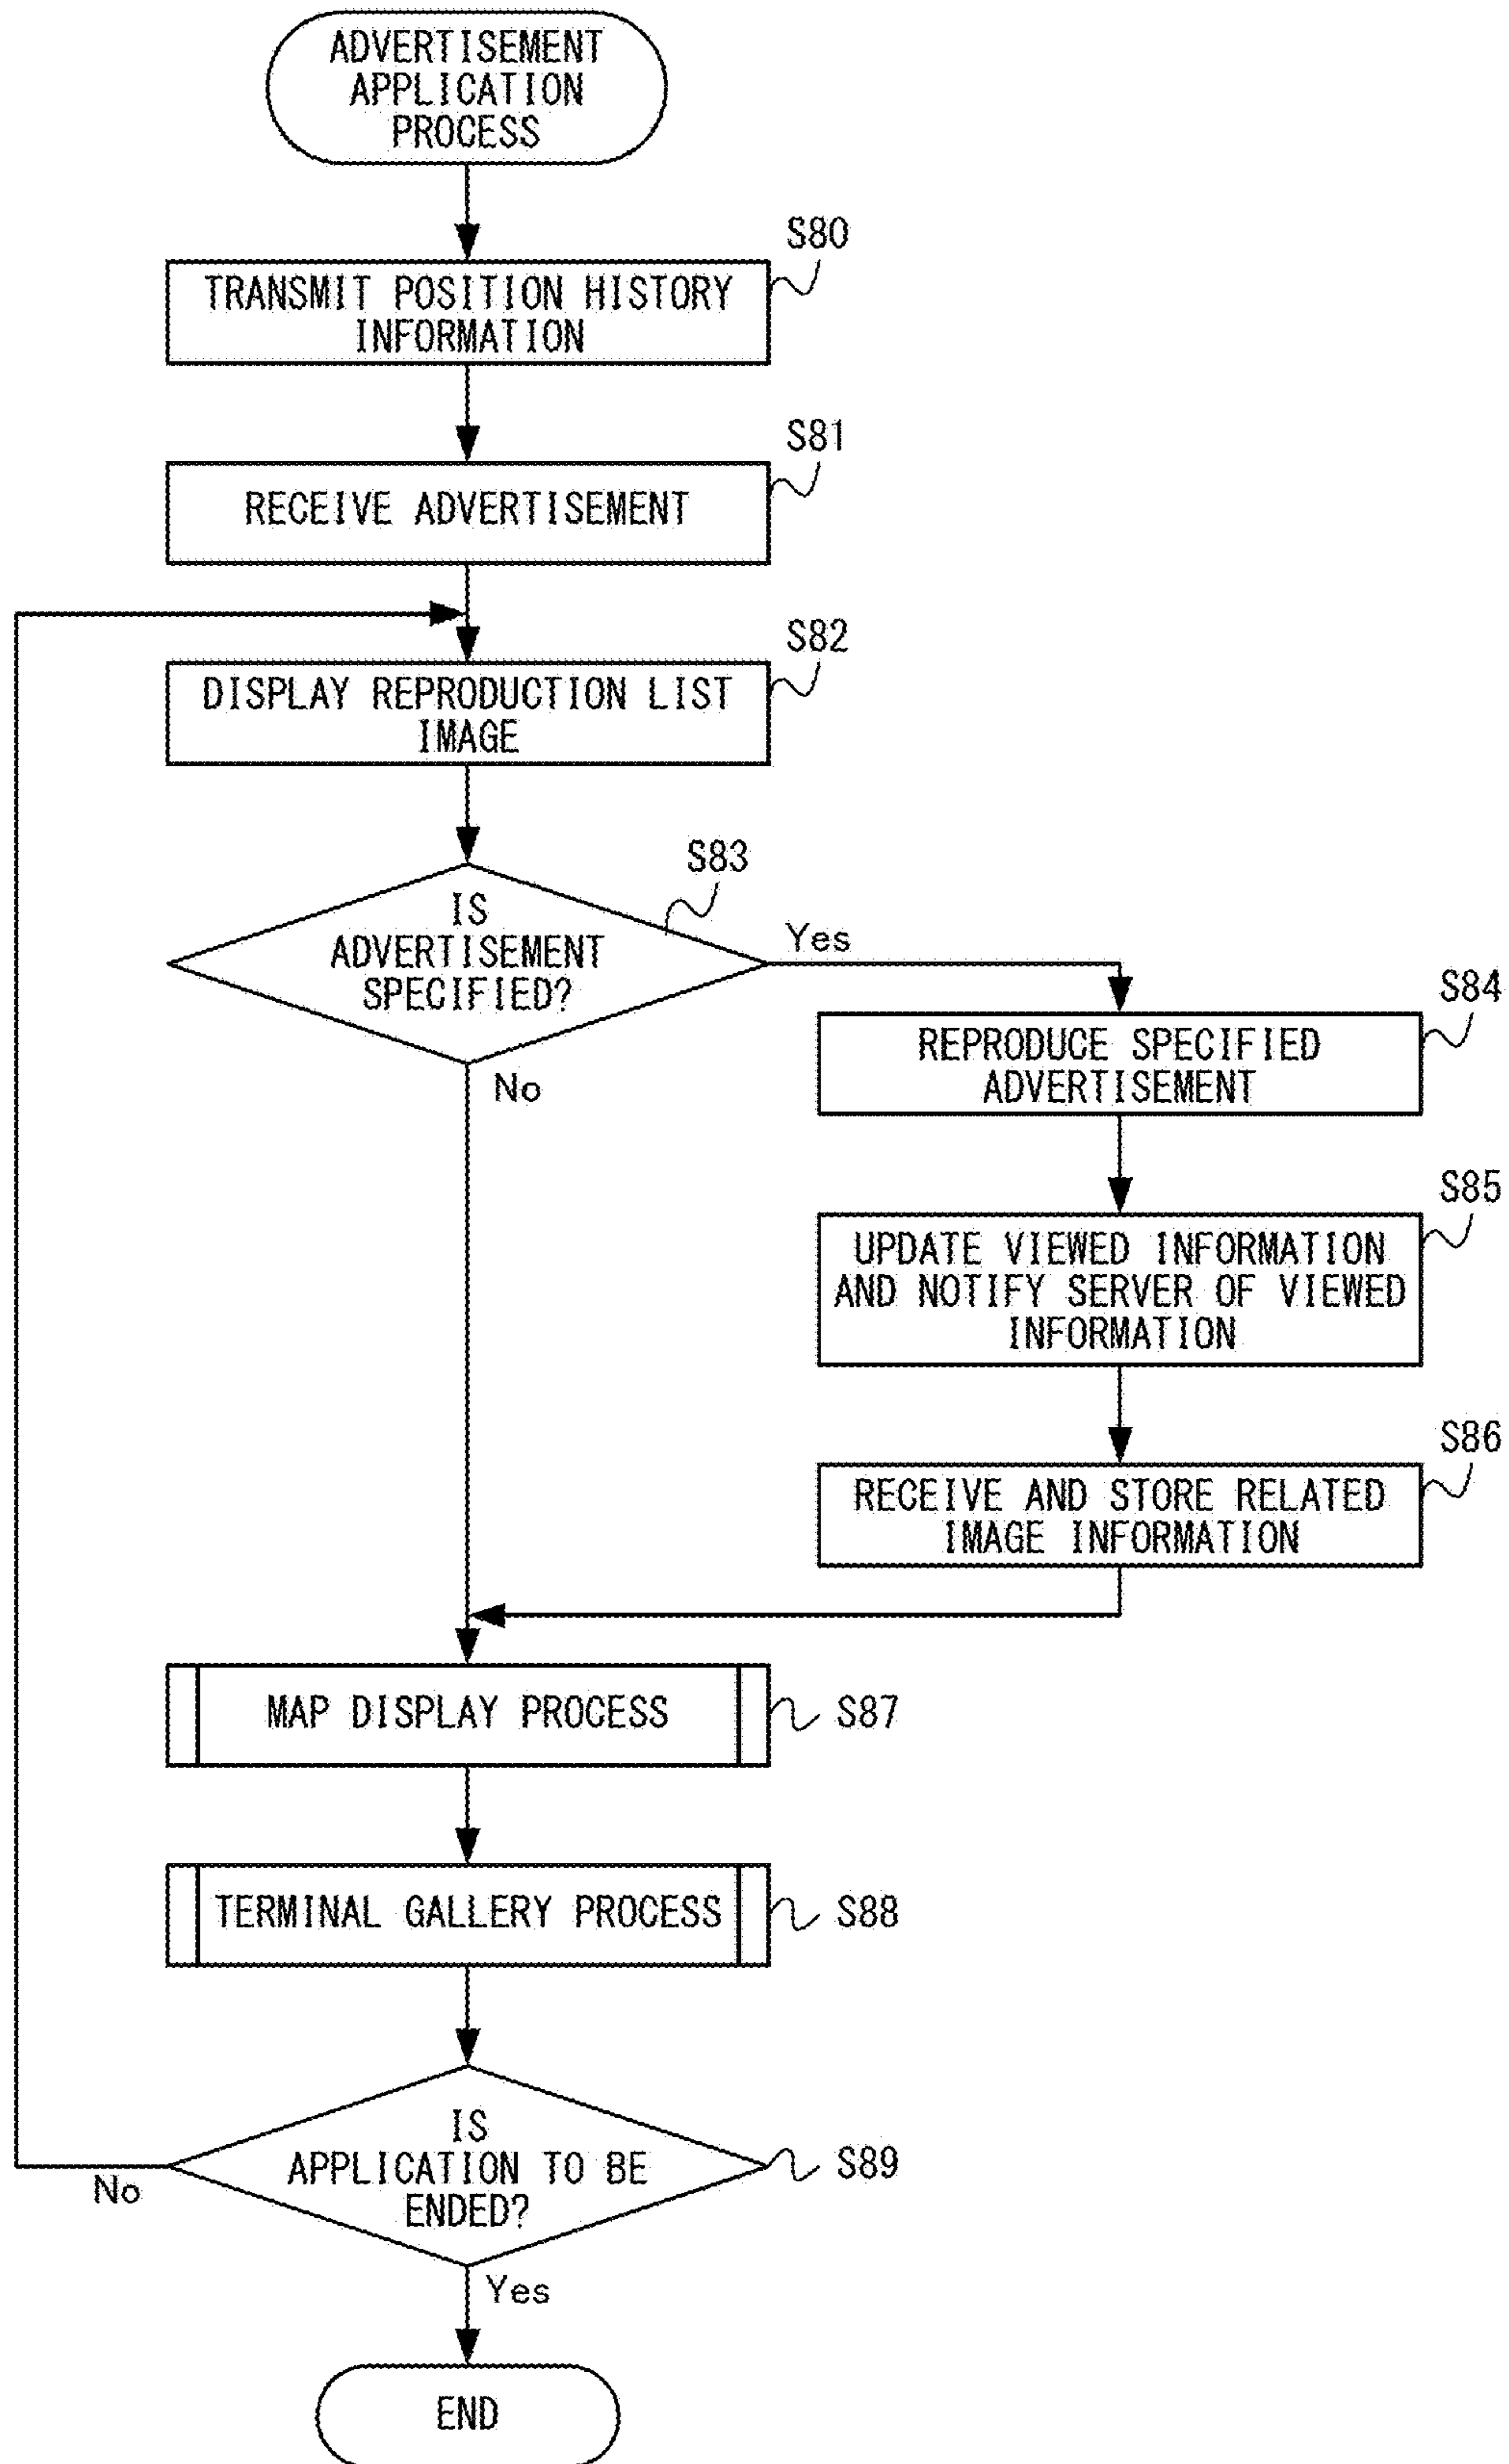 ADVERTISEMENT
APPLICATION
PROCESS
S80
TRANSMIT POSITION HISTORY
INFORMATION
S81
RECEIVE ADVERTISEMENT
S82
DISPLAY REPRODUCTION LIST
IMAGE
S83
IS
ADVERTISEMENT
SPECIFIED?
Yes
No
S84
REPRODUCE SPECIFIED
ADVERTISEMENT
S85
UPDATE VIEWED INFORMATION
AND NOTIFY SERVER OF VIEWED
INFORMATION
S86
RECEIVE AND STORE RELATED
IMAGE INFORMATION
MAP DISPLAY PROCESS
S87
TERMINAL GALLERY PROCESS
S88
IS
APPLICATION TO BE
ENDED?
S89
No
Yes
END